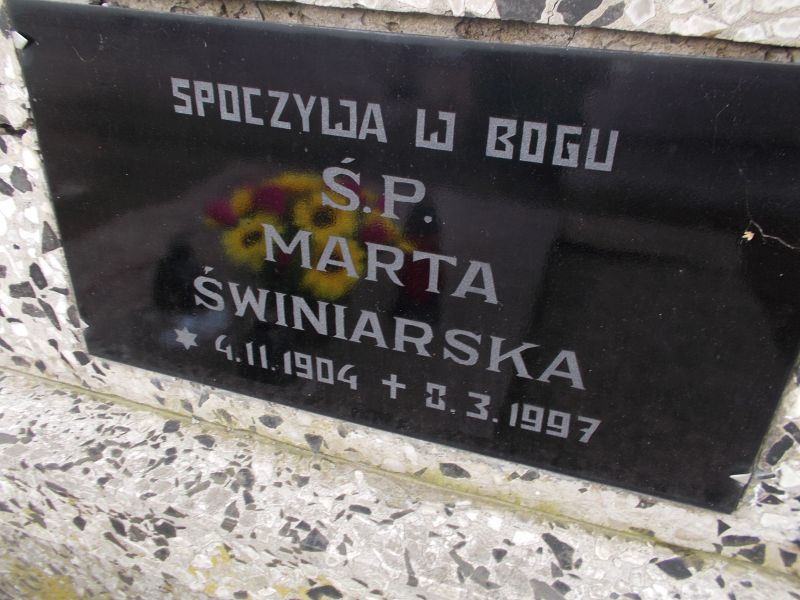 SPOCZYWA W BOGU
Ś.P.
MARTA
ŚWINIARSKA
* 4.11.1904 + 8.3.1997